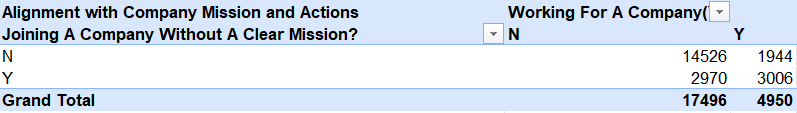 Alignment with Company Mission and Actions Working For A Company(
Joining A Company Without A Clear Mission? N Y
N 14526 1944
Y 2970 3006
Grand Total 17496 4950